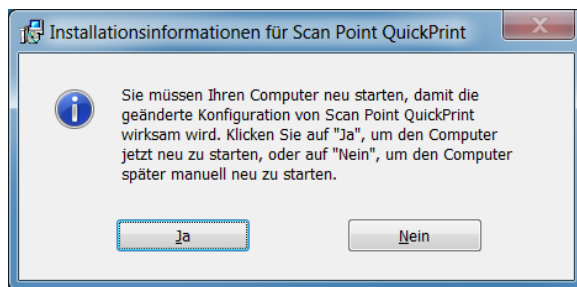 Installationsinformationen für Scan Point QuickPrint
X
Sie müssen Ihren Computer neu starten, damit die
geänderte Konfiguration von Scan Point QuickPrint
wirksam wird. Klicken Sie auf "Ja", um den Computer
jetzt neu zu starten, oder auf "Nein", um den Computer
später manuell neu zu starten.
Ja
Nein